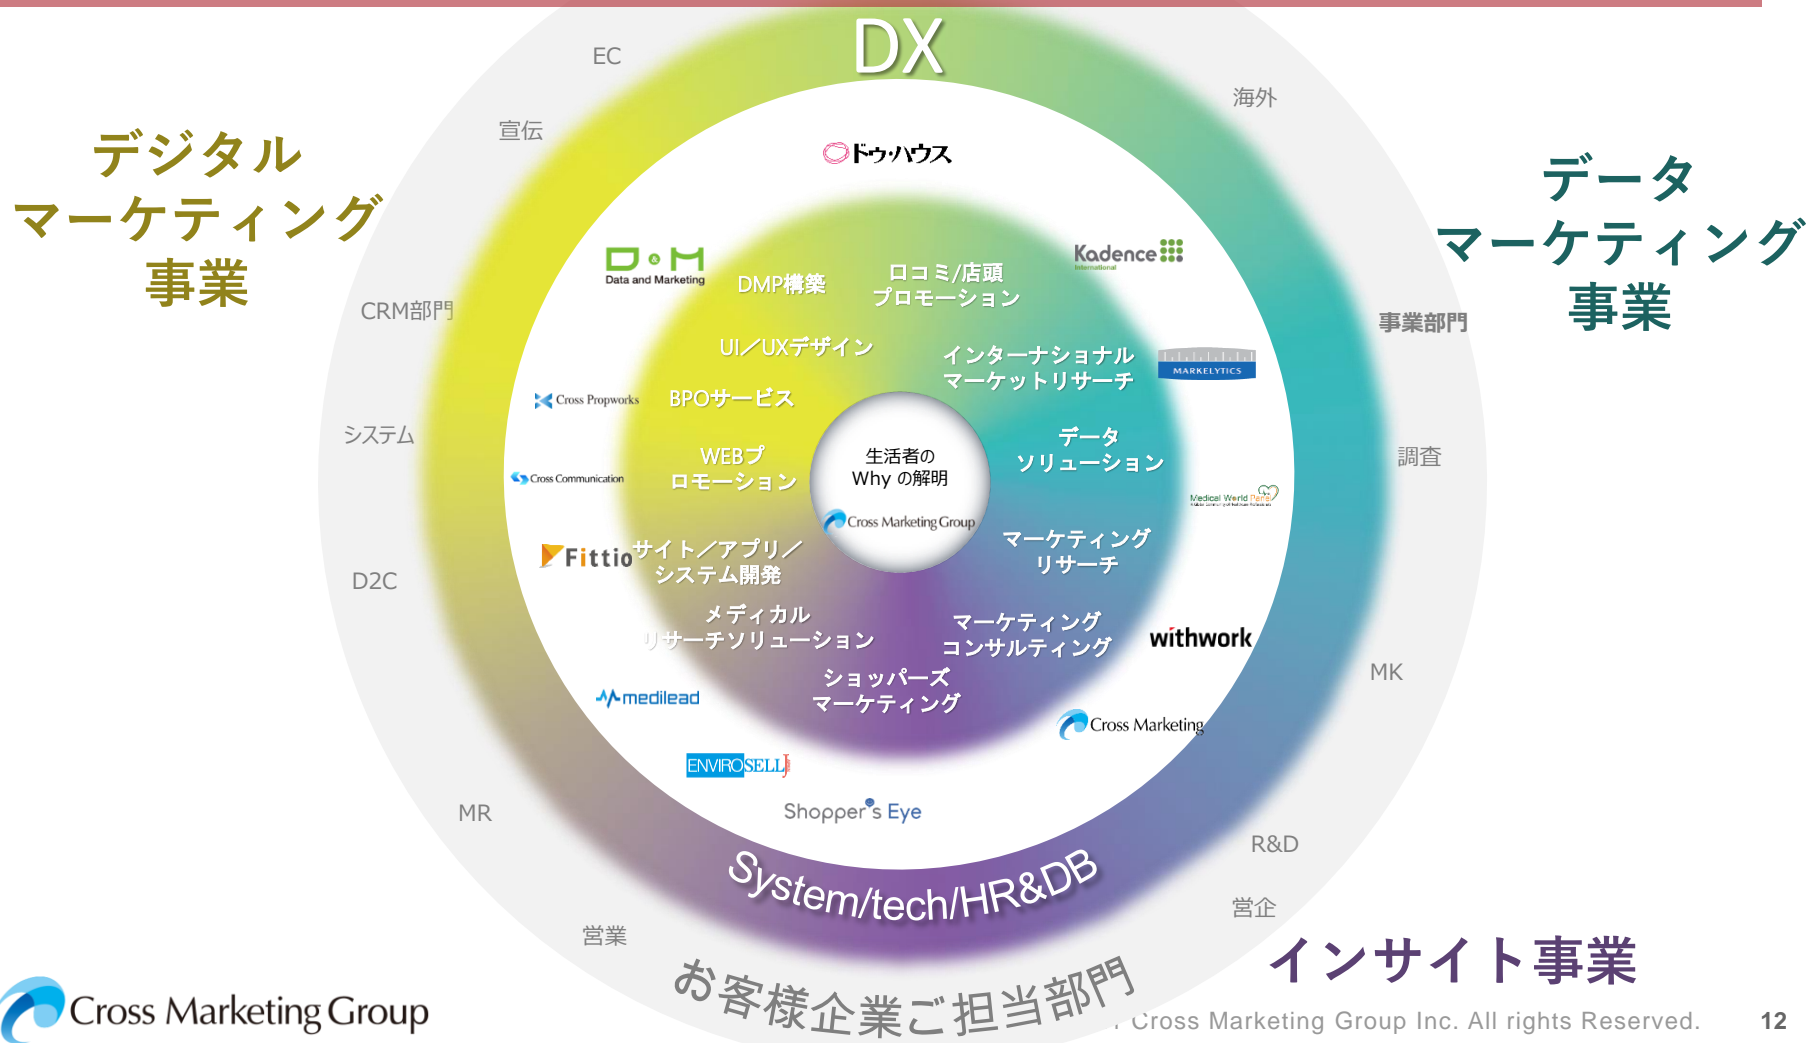 DX
EC
宣伝
海外
デジタル
マーケティング
事業
データ
マーケティング
事業
ドゥ・ハウス
D&M
Data and Marketing
DMP構築
口コミ/店頭
プロモーション
Kadence
International
CRM部門
事業部門
UI／UXデザイン
インターナショナル
マーケットリサーチ
MARKELYTICS
Cross Propworks
BPOサービス
システム
生活者の
Why の解明
Cross Marketing Group
データ
ソリューション
調査
WEBプ
ロモーション
Cross Communication
Medical World Panel
Fittio
サイト／アプリ／
システム開発
マーケティング
リサーチ
D2C
メディカル
リサーチソリューション
マーケティング
コンサルティング
withwork
MK
ショッパーズ
マーケティング
medilead
Cross Marketing
ENVIROSELL
Shopper's Eye
MR
R&D
System/tech/HR&DB
営企
営業
インサイト事業
お客様企業ご担当部門
Cross Marketing Group
Cross Marketing Group Inc. All rights Reserved.
12